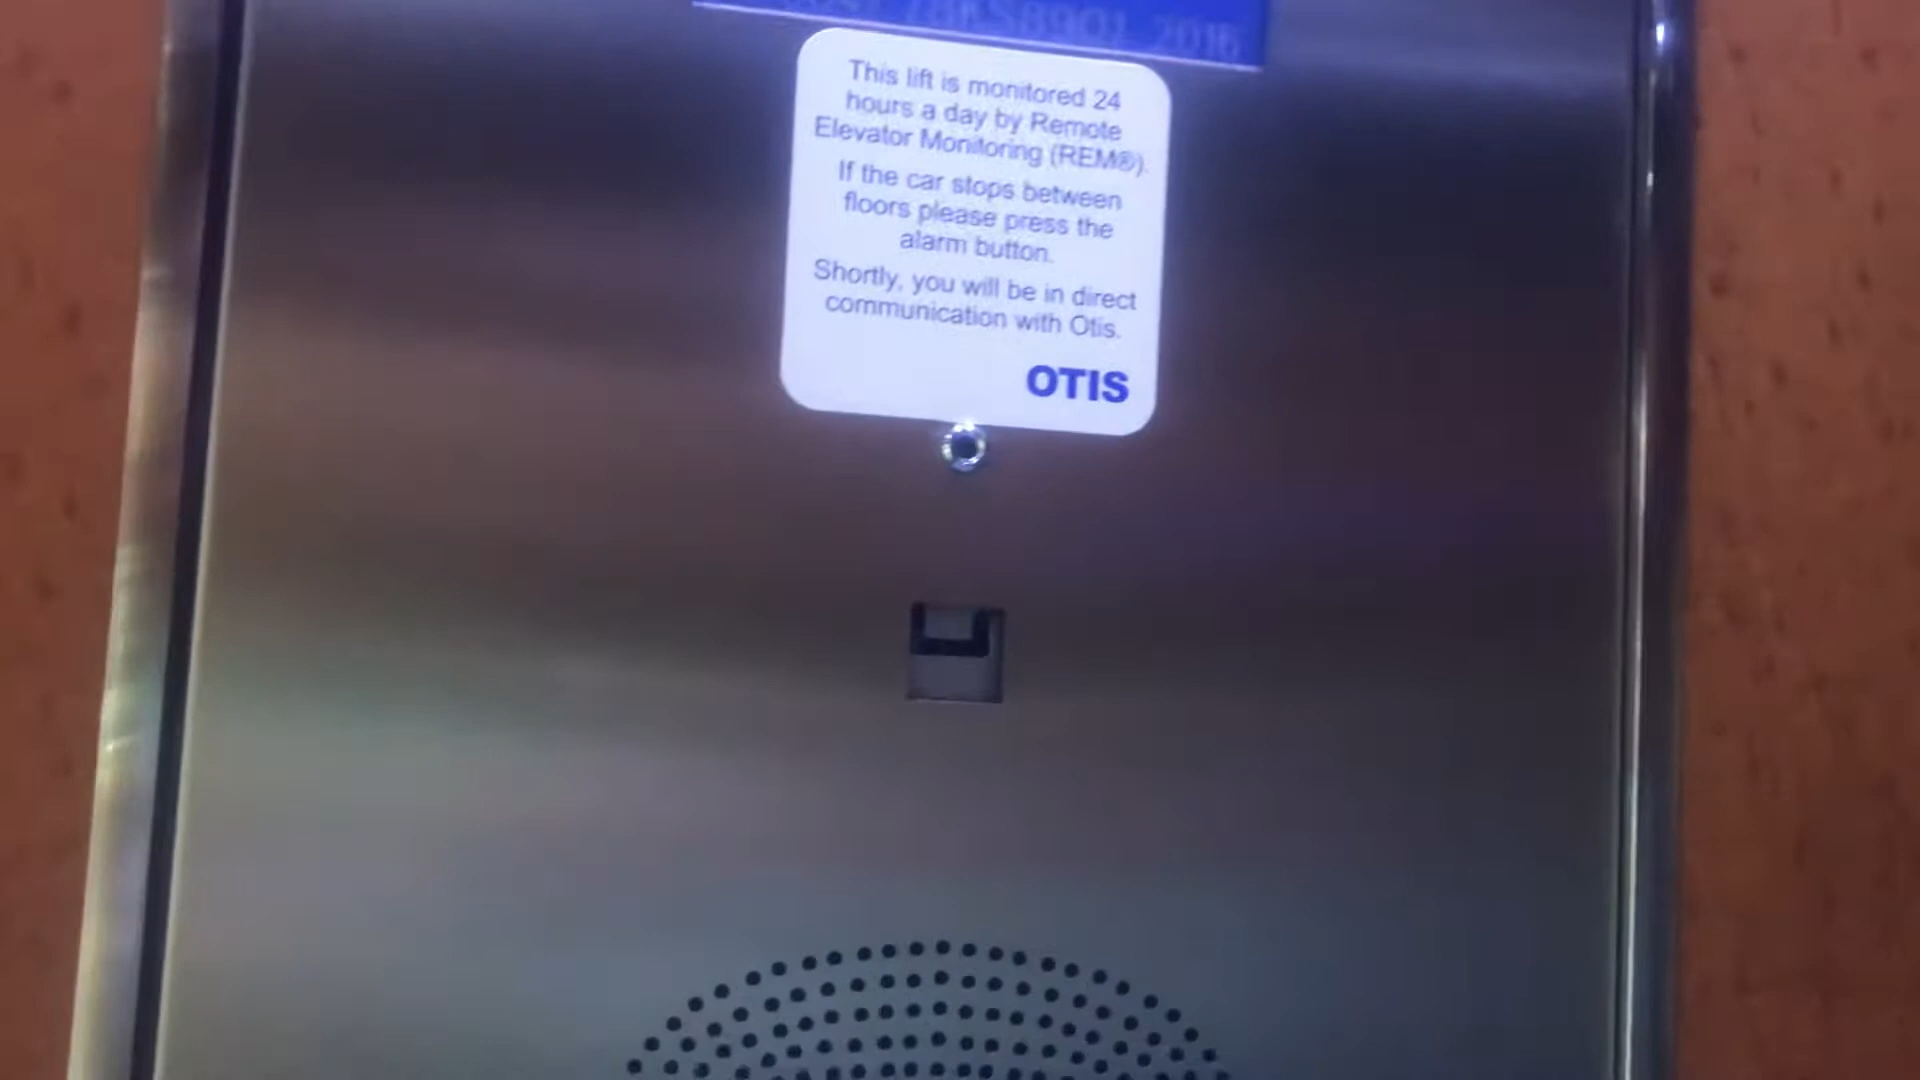 2016
This lift is monitored 24
hours a day by Remote
Elevator Monitoring (REM®).
If the car stops between
floors please press the
alarm button.
Shortly, you will be in direct
communication with Otis.
OTIS